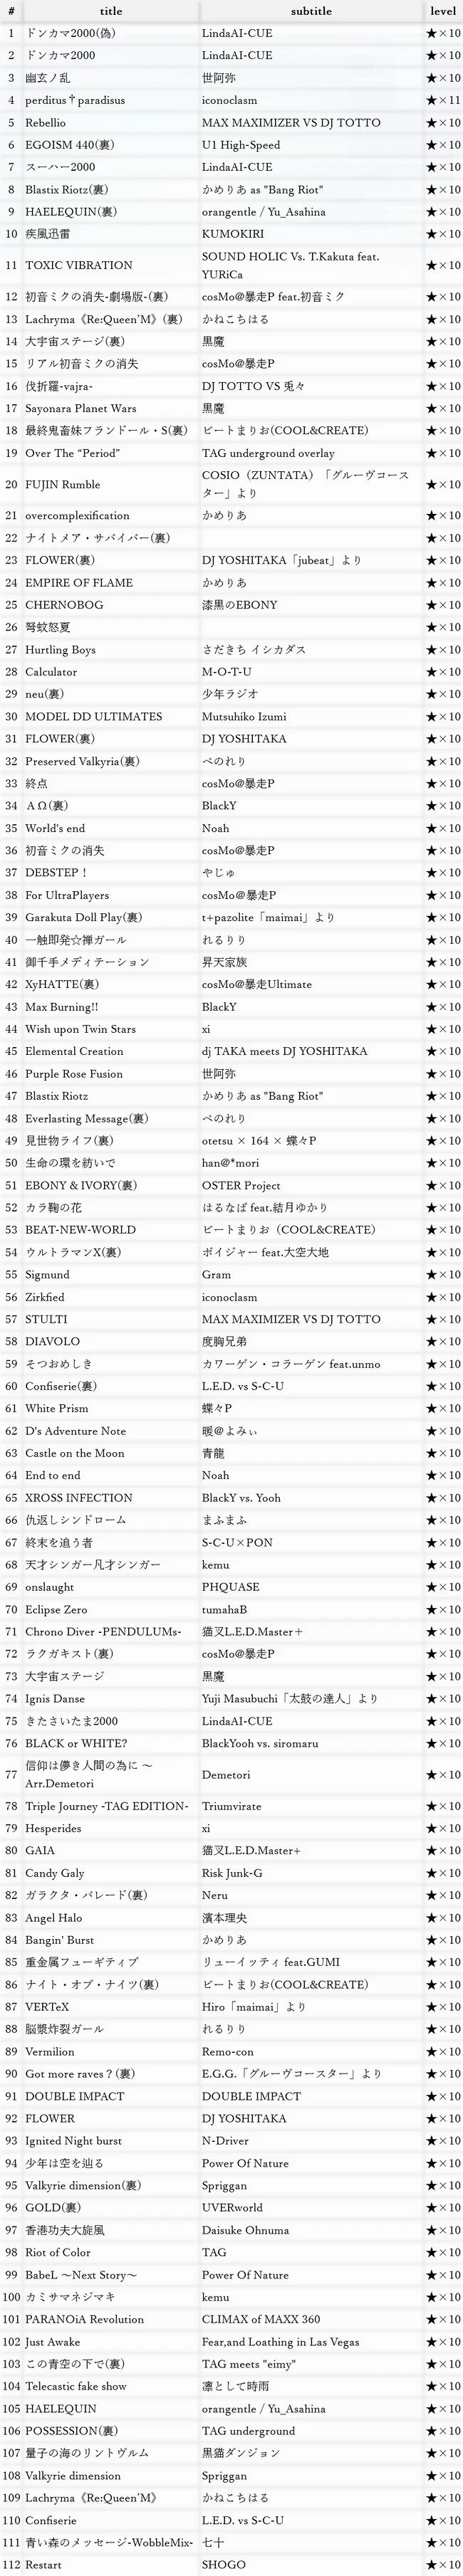 # title subtitle level
1 ドンカマ2000(偽) LindaAI-CUE ★×10
2 ドンカマ2000 LindaAI-CUE ★×10
3 幽玄ノ乱 世阿弥 ★×10
4 perditus†paradisus iconoclasm ★×11
5 Rebellio MAX MAXIMIZER VS DJ TOTTO ★×10
6 EGOISM 440(裏) U1 High-Speed ★×10
7 スーハー2000 LindaAI-CUE ★×10
8 Blastix Riotz(裏) かめりあ as "Bang Riot" ★×10
9 HAELEQUIN(裏) orangentle / Yu_Asahina ★×10
10 疾風迅雷 KUMOKIRI ★×10
11 TOXIC VIBRATION SOUND HOLIC Vs. T.Kakuta feat.
YURiCa ★×10
12 初音ミクの消失-劇場版-(裏) cosMo@暴走P feat.初音ミク ★×10
13 Lachryma《Re:Queen'M》(裏) かねこちはる ★×10
14 大宇宙ステージ(裏) 黒魔 ★×10
15 リアル初音ミクの消失 cosMo@暴走P ★×10
16 伐折羅-vajra- DJ TOTTO VS 兎々 ★×10
17 Sayonara Planet Wars 黒魔 ★×10
18 最終鬼畜妹フランドール・S(裏) ビートまりお(COOL&CREATE) ★×10
19 Over The “Period” TAG underground overlay ★×10
20 FUJIN Rumble COSIO（ZUNTATA）「グルーヴコース
ター」より ★×10
21 overcomplexification かめりあ ★×10
22 ナイトメア・サバイバー(裏) ★×10
23 FLOWER(裏) DJ YOSHITAKA「jubeat」より ★×10
24 EMPIRE OF FLAME かめりあ ★×10
25 CHERNOBOG 漆黒のEBONY ★×10
26 弩蚊怒夏 ★×10
27 Hurtling Boys さだきち イシカダス ★×10
28 Calculator M-O-T-U ★×10
29 neu(裏) 少年ラジオ ★×10
30 MODEL DD ULTIMATES Mutsuhiko Izumi ★×10
31 FLOWER(裏) DJ YOSHITAKA ★×10
32 Preserved Valkyria(裏) ぺのれり ★×10
33 終点 cosMo@暴走P ★×10
34 ＡΩ(裏) BlackY ★×10
35 World's end Noah ★×10
36 初音ミクの消失 cosMo@暴走P ★×10
37 DEBSTEP！ やじゅ ★×10
38 For UltraPlayers cosMo@暴走P ★×10
39 Garakuta Doll Play(裏) t+pazolite「maimai」より ★×10
40 一触即発☆禅ガール れるりり ★×10
41 御千手メディテーション 昇天家族 ★×10
42 XyHATTE(裏) cosMo@暴走Ultimate ★×10
43 Max Burning!! BlackY ★×10
44 Wish upon Twin Stars xi ★×10
45 Elemental Creation dj TAKA meets DJ YOSHITAKA ★×10
46 Purple Rose Fusion 世阿弥 ★×10
47 Blastix Riotz かめりあ as "Bang Riot" ★×10
48 Everlasting Message(裏) ぺのれり ★×10
49 見世物ライフ(裏) otetsu × 164 × 蝶々P ★×10
50 生命の環を紡いで han@*mori ★×10
51 EBONY & IVORY(裏) OSTER Project ★×10
52 カラ鞠の花 はるなば feat.結月ゆかり ★×10
53 BEAT-NEW-WORLD ビートまりお（COOL&CREATE） ★×10
54 ウルトラマンX(裏) ボイジャー feat.大空大地 ★×10
55 Sigmund Gram ★×10
56 Zirkfied iconoclasm ★×10
57 STULTI MAX MAXIMIZER VS DJ TOTTO ★×10
58 DIAVOLO 度胸兄弟 ★×10
59 そつおめしき カワーゲン・コラーゲン feat.unmo ★×10
60 Confiserie(裏) L.E.D. vs S-C-U ★×10
61 White Prism 蝶々P ★×10
62 D's Adventure Note 暖@よみぃ ★×10
63 Castle on the Moon 青龍 ★×10
64 End to end Noah ★×10
65 XROSS INFECTION BlackY vs. Yooh ★×10
66 仇返しシンドローム まふまふ ★×10
67 終末を追う者 S-C-U×PON ★×10
68 天才シンガー凡才シンガー kemu ★×10
69 onslaught PHQUASE ★×10
70 Eclipse Zero tumahaB ★×10
71 Chrono Diver -PENDULUMs- 猫叉L.E.D.Master＋ ★×10
72 ラクガキスト(裏) cosMo@暴走P ★×10
73 大宇宙ステージ 黒魔 ★×10
74 Ignis Danse Yuji Masubuchi「太鼓の達人」より ★×10
75 きたさいたま2000 LindaAI-CUE ★×10
76 BLACK or WHITE? BlackYooh vs. siromaru ★×10
77 信仰は儚き人間の為に ～
Arr.Demetori Demetori ★×10
78 Triple Journey -TAG EDITION- Triumvirate ★×10
79 Hesperides xi ★×10
80 GAIA 猫叉L.E.D.Master+ ★×10
81 Candy Galy Risk Junk-G ★×10
82 ガラクタ・パレード(裏) Neru ★×10
83 Angel Halo 濱本理央 ★×10
84 Bangin' Burst かめりあ ★×10
85 重金属フューギティブ リューイッティ feat.GUMI ★×10
86 ナイト・オブ・ナイツ(裏) ビートまりお(COOL&CREATE) ★×10
87 VERTeX Hiro「maimai」より ★×10
88 脳漿炸裂ガール れるりり ★×10
89 Vermilion Remo-con ★×10
90 Got more raves？(裏) E.G.G.「グルーヴコースター」より ★×10
91 DOUBLE IMPACT DOUBLE IMPACT ★×10
92 FLOWER DJ YOSHITAKA ★×10
93 Ignited Night burst N-Driver ★×10
94 少年は空を辿る Power Of Nature ★×10
95 Valkyrie dimension(裏) Spriggan ★×10
96 GOLD(裏) UVERworld ★×10
97 香港功夫大旋風 Daisuke Ohnuma ★×10
98 Riot of Color TAG ★×10
99 BabeL ～Next Story～ Power Of Nature ★×10
100 カミサマネジマキ kemu ★×10
101 PARANOiA Revolution CLIMAX of MAXX 360 ★×10
102 Just Awake Fear,and Loathing in Las Vegas ★×10
103 この青空の下で(裏) TAG meets "eimy" ★×10
104 Telecastic fake show 凛として時雨 ★×10
105 HAELEQUIN orangentle / Yu_Asahina ★×10
106 POSSESSION(裏) TAG underground ★×10
107 量子の海のリントヴルム 黒猫ダンジョン ★×10
108 Valkyrie dimension Spriggan ★×10
109 Lachryma《Re:Queen'M》 かねこちはる ★×10
110 Confiserie L.E.D. vs S-C-U ★×10
111 青い森のメッセージ-WobbleMix- 七十 ★×10
112 Restart SHOGO ★×10